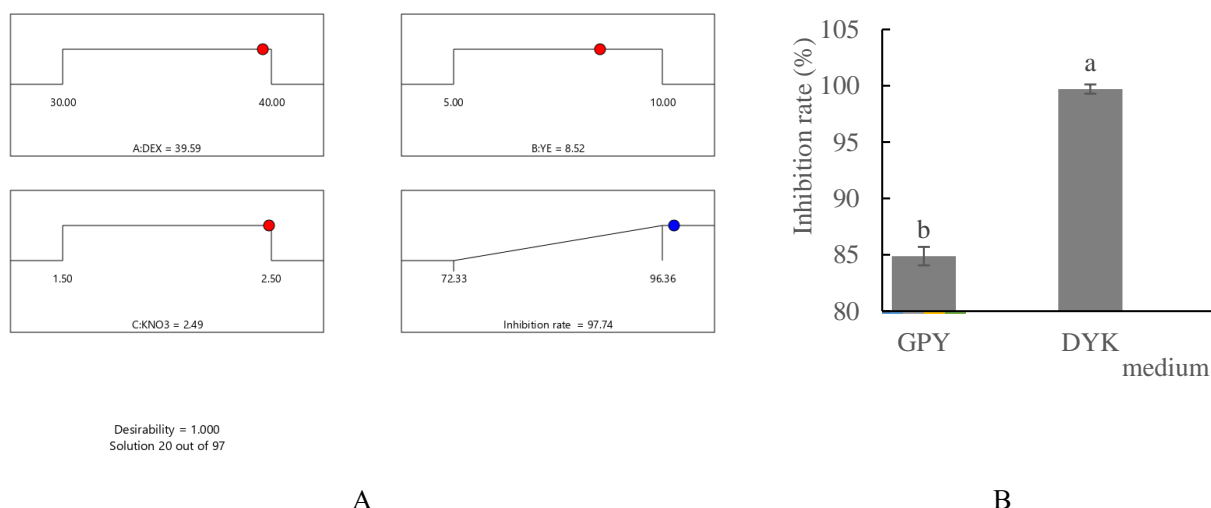 30.00 40.00
A:DEX = 39.59
5.00 10.00
B:YE = 8.52
1.50 2.50
C:KNO3 = 2.49
72.33 96.36
Inhibition rate = 97.74
Desirability = 1.000
Solution 20 out of 97
A
Inhibition rate (%)
105
100
95
90
85
80
b
a
GPY DYK
medium
B